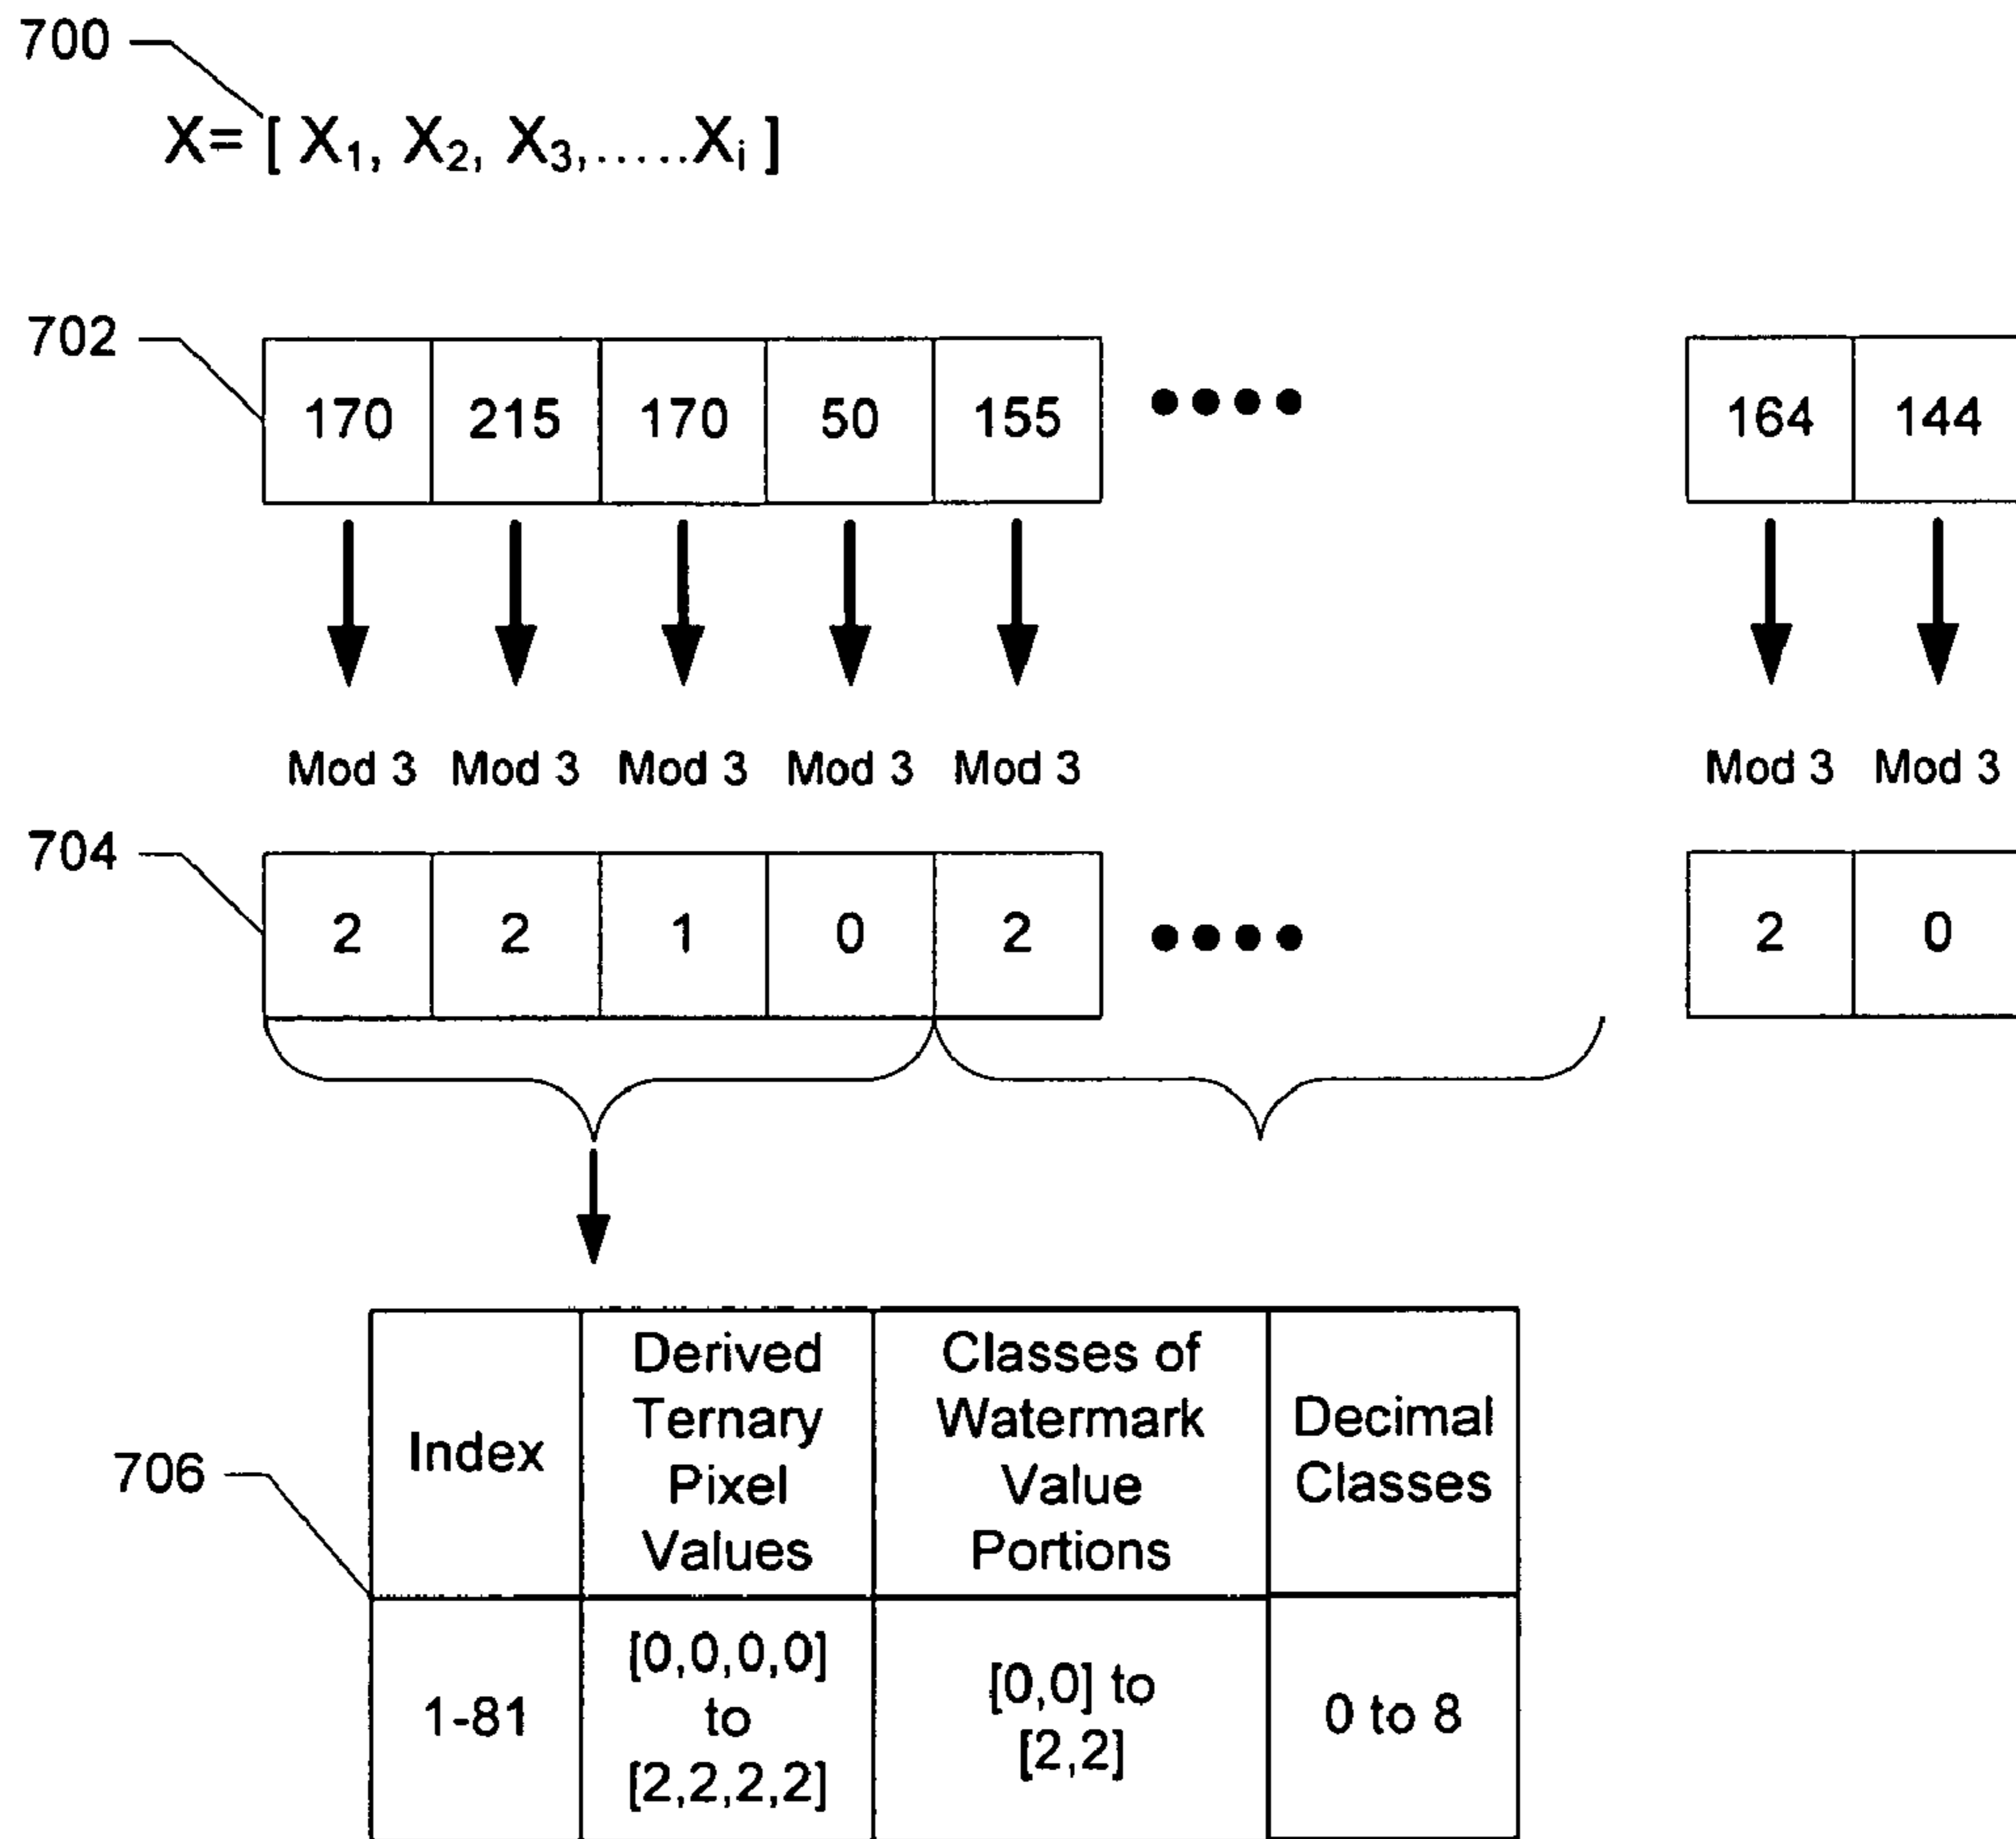 700
X= [ X₁, X₂, X₃,.....Xᵢ ]
702
170 215 170 50 155 •••• 164 144
Mod 3 Mod 3 Mod 3 Mod 3 Mod 3 Mod 3 Mod 3
704
2 2 1 0 2 •••• 2 0
706
Index
Derived
Ternary
Pixel
Values
Classes of
Watermark
Value
Portions
Decimal
Classes
1-81
[0,0,0,0]
to
[2,2,2,2]
[0,0] to
[2,2]
0 to 8